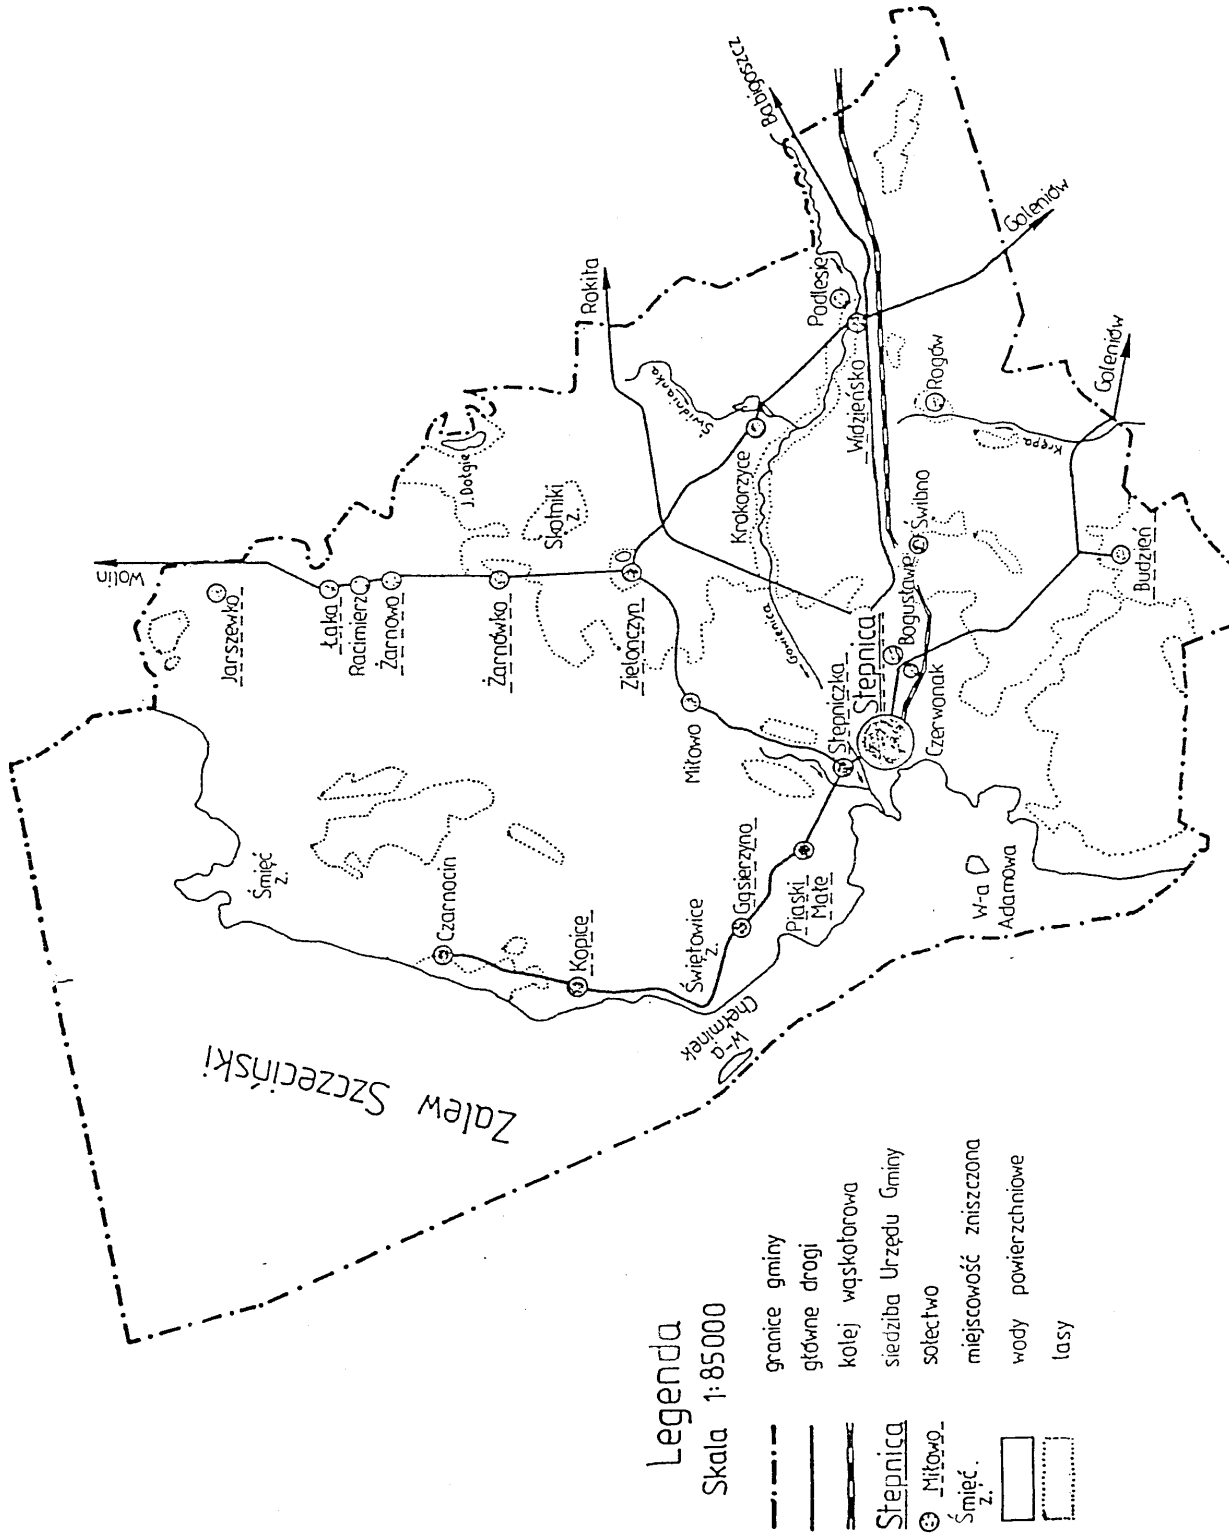 Wolin
Jarszewko
Łąka
Racimierz
Żarnowo
Żarnówko
Zielonczyn
Skotniki
z.
J. Dołgie
Rokita
Świdnianka
Krokorzyce
Gowienica
Babigoszcz
Podlesie
Widzieńsko
Goleniów
Rogów
Krępa
Goleniów
Świbno
Bogusławie
Budzień
Stepnica
Stepniczka
Czerwonak
Miłowo
Piaski
Małe
Gąsierzyno
Świętowice
z.
Kopice
Czarnocin
Śmięć
z.
W-a
Chełminek
W-a
Adamowa
Zalew Szczeciński
Legenda
Skala 1:85000
granice gminy
główne drogi
kolej wąskotorowa
Stepnica siedziba Urzędu Gminy
Miłowo sołectwo
Śmięć. miejscowość zniszczona
z.
wody powierzchniowe
lasy